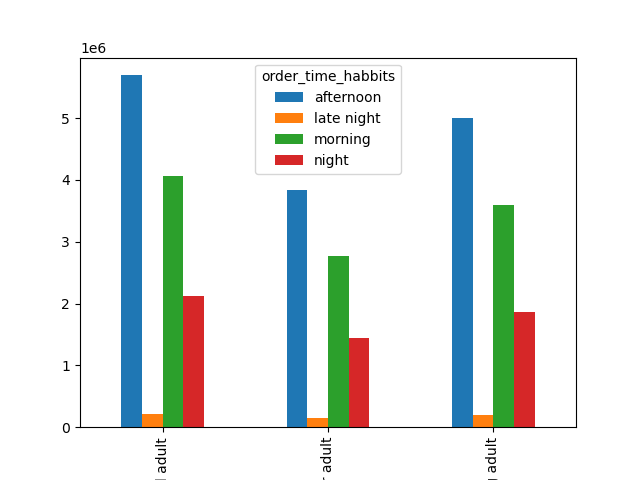 1e6
order_time_habbits
afternoon
late night
morning
night
5
4
3
2
1
0
adult
adult
adult